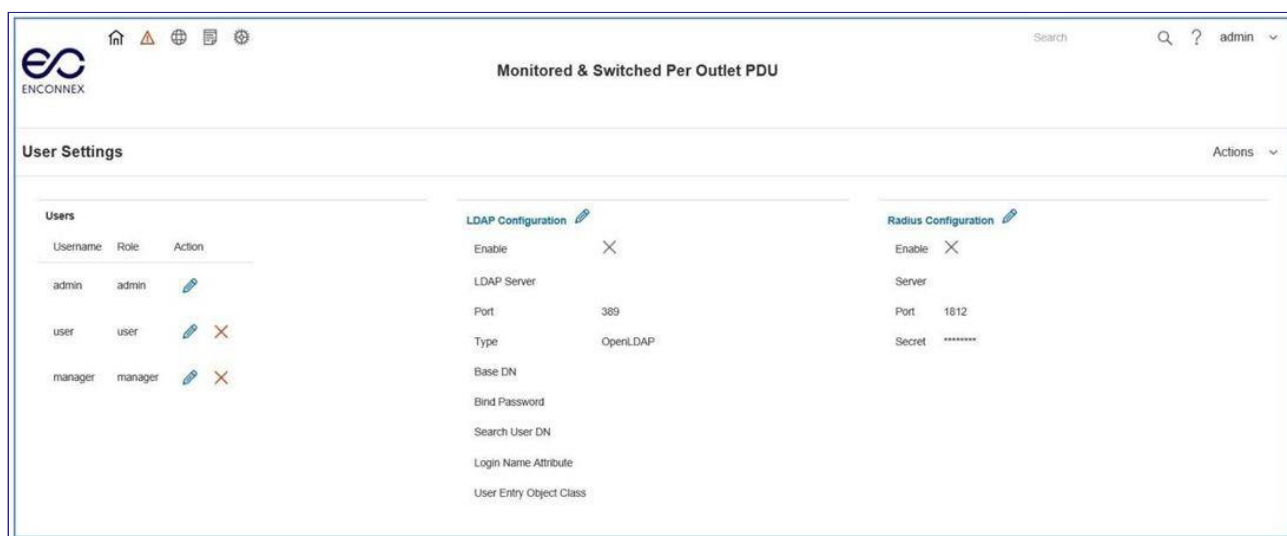 Search
? admin
ENCONNEX
Monitored & Switched Per Outlet PDU
User Settings
Actions
Users
Username Role Action
admin admin
user user
manager manager
LDAP Configuration
Enable
LDAP Server
Port 389
Type OpenLDAP
Base DN
Bind Password
Search User DN
Login Name Attribute
User Entry Object Class
Radius Configuration
Enable
Server
Port 1812
Secret ********